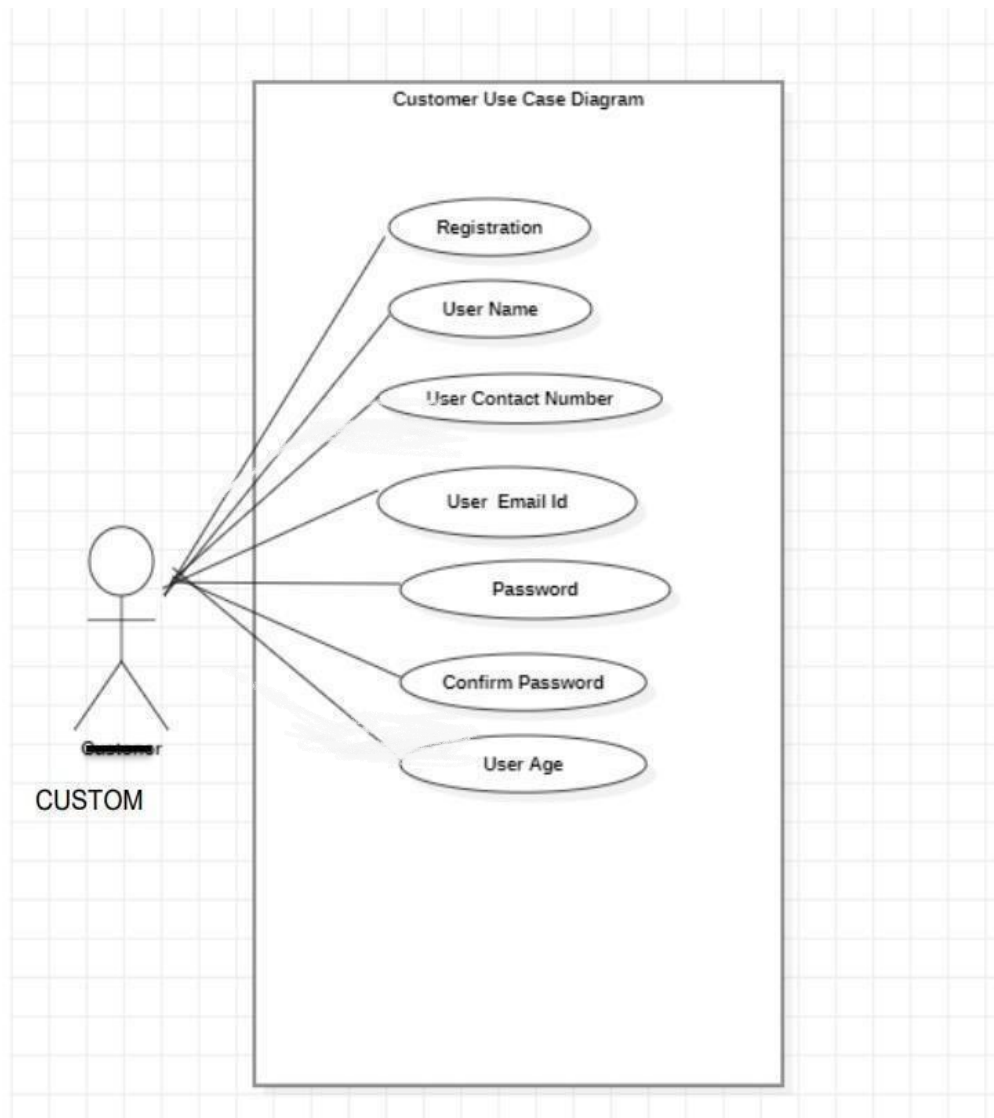 Customer Use Case Diagram
Registration
User Name
User Contact Number
User Email Id
Password
Confirm Password
User Age
Customer
CUSTOM